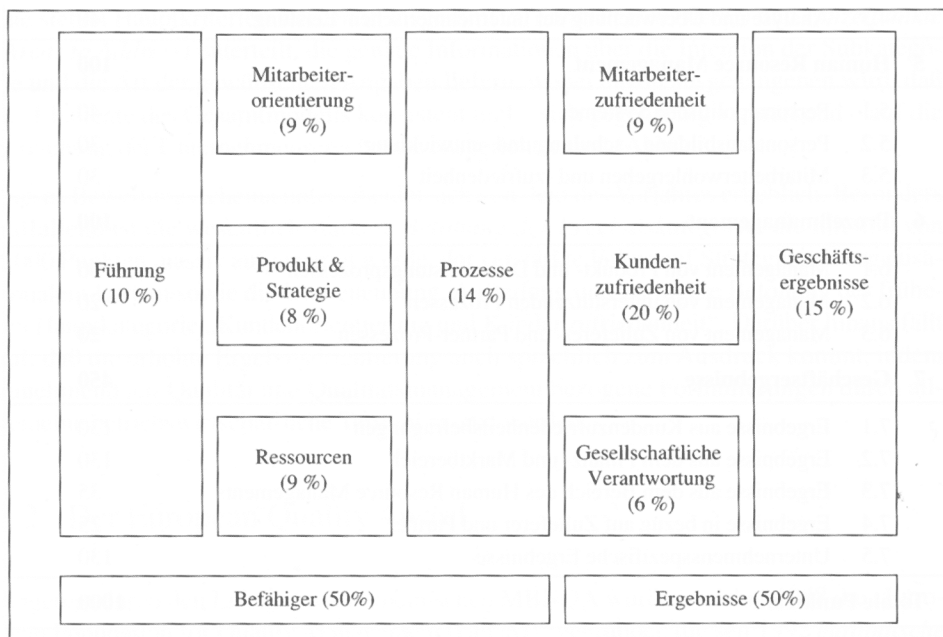 Führung
(10 %)
Mitarbeiter-
orientierung
(9 %)
Produkt &
Strategie
(8 %)
Ressourcen
(9 %)
Prozesse
(14 %)
Mitarbeiter-
zufriedenheit
(9 %)
Kunden-
zufriedenheit
(20 %)
Gesellschaftliche
Verantwortung
(6 %)
Geschäfts-
ergebnisse
(15 %)
Befähiger (50%)
Ergebnisse (50%)